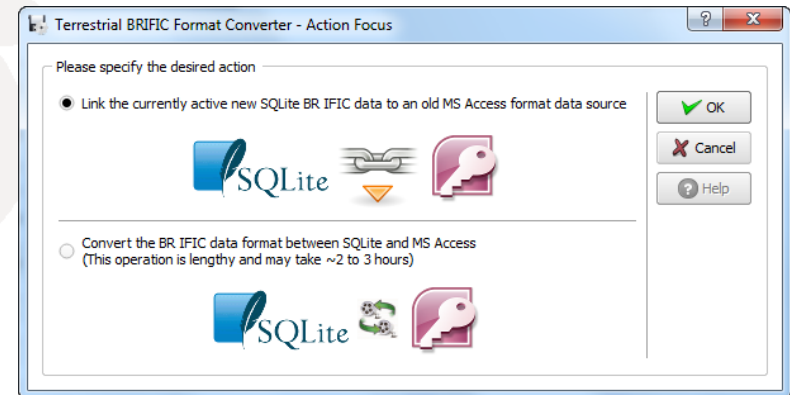 Terrestrial BRIFIC Format Converter - Action Focus
Please specify the desired action
Link the currently active new SQLite BR IFIC data to an old MS Access format data source
OK
SQLite
Cancel
Help
Convert the BR IFIC data format between SQLite and MS Access
(This operation is lengthy and may take ~2 to 3 hours)
SQLite